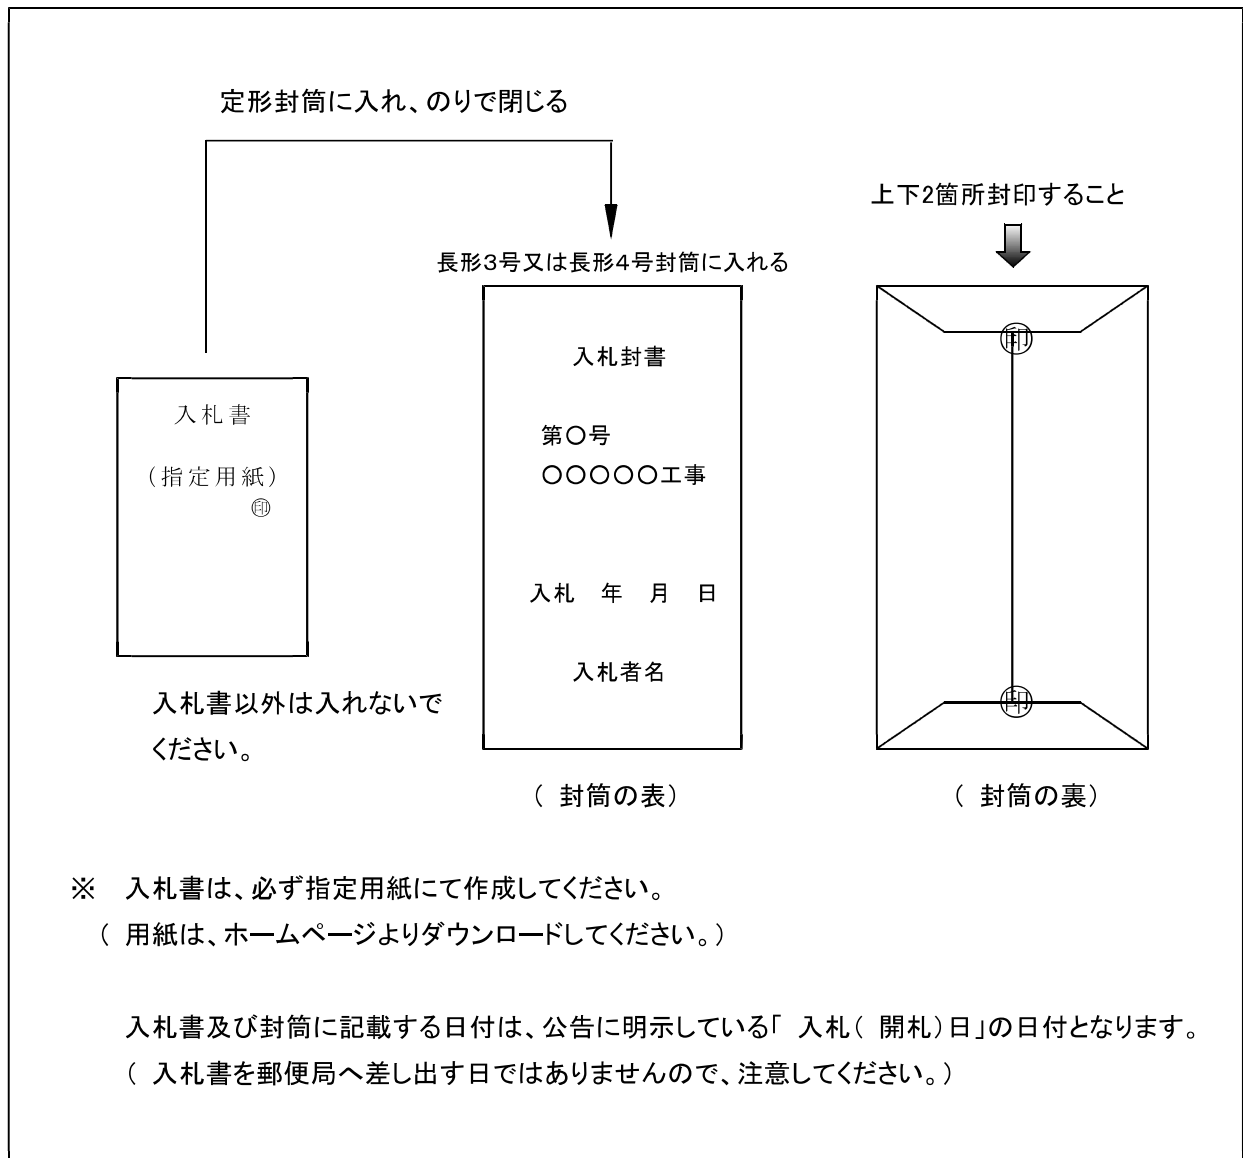 定形封筒に入れ、のりで閉じる
上下2箇所封印すること
長形3号又は長形4号封筒に入れる
入札書
（指定用紙）
㊞
入札書以外は入れないで
ください。
入札封書
第〇号
〇〇〇〇〇工事
入札　年　月　日
入札者名
（ 封筒の表）
㊞
㊞
（ 封筒の裏）
※　入札書は、必ず指定用紙にて作成してください。
（ 用紙は、ホームページよりダウンロードしてください。）
入札書及び封筒に記載する日付は、公告に明示している「 入札（ 開札）日」の日付となります。
（ 入札書を郵便局へ差し出す日ではありませんので、注意してください。）